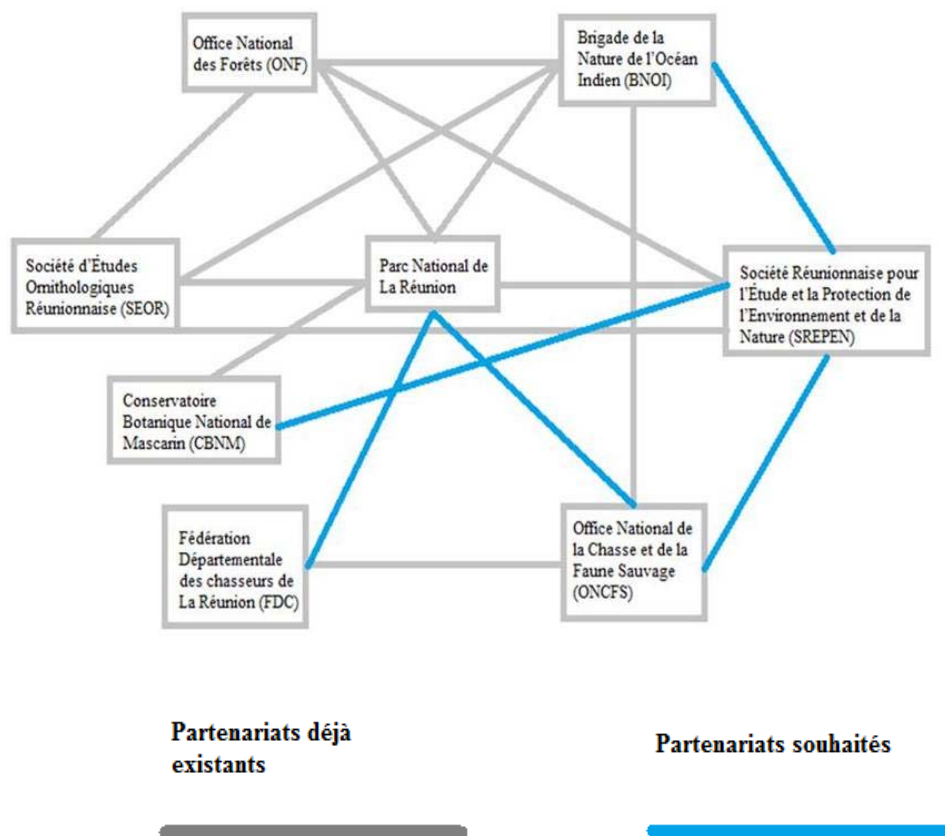 Office National
des Forêts (ONF)
Brigade de la
Nature de l'Océan
Indien (BNOI)
Société d'Études
Ornithologiques
Réunionnaise (SEOR)
Parc National de
La Réunion
Société Réunionnaise pour
l'Étude et la Protection de
l'Environnement et de la
Nature (SREPEN)
Conservatoire
Botanique National de
Mascarin (CBNM)
Fédération
Départementale
des chasseurs de
La Réunion (FDC)
Office National de
la Chasse et de la
Faune Sauvage
(ONCFS)
Partenariats déjà
existants
Partenariats souhaités